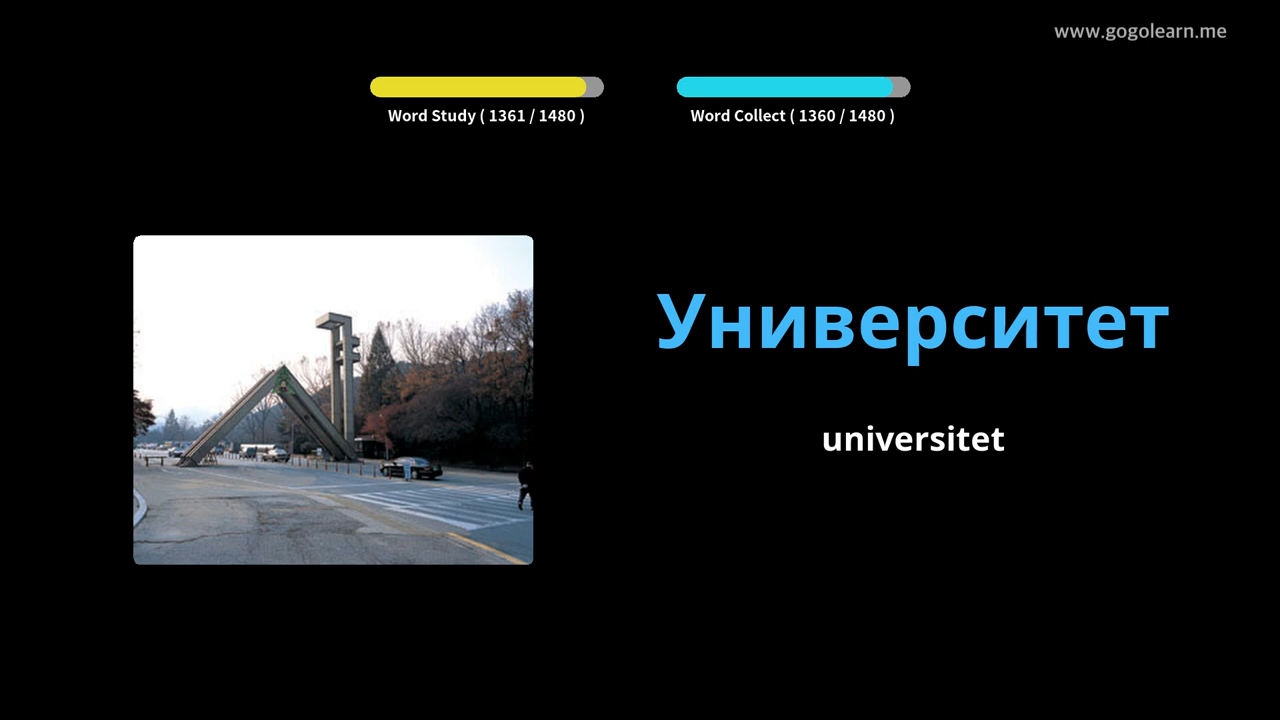 www.gogolearn.me
Word Study ( 1361 / 1480 )
Word Collect ( 1360 / 1480 )
Университет
universitet